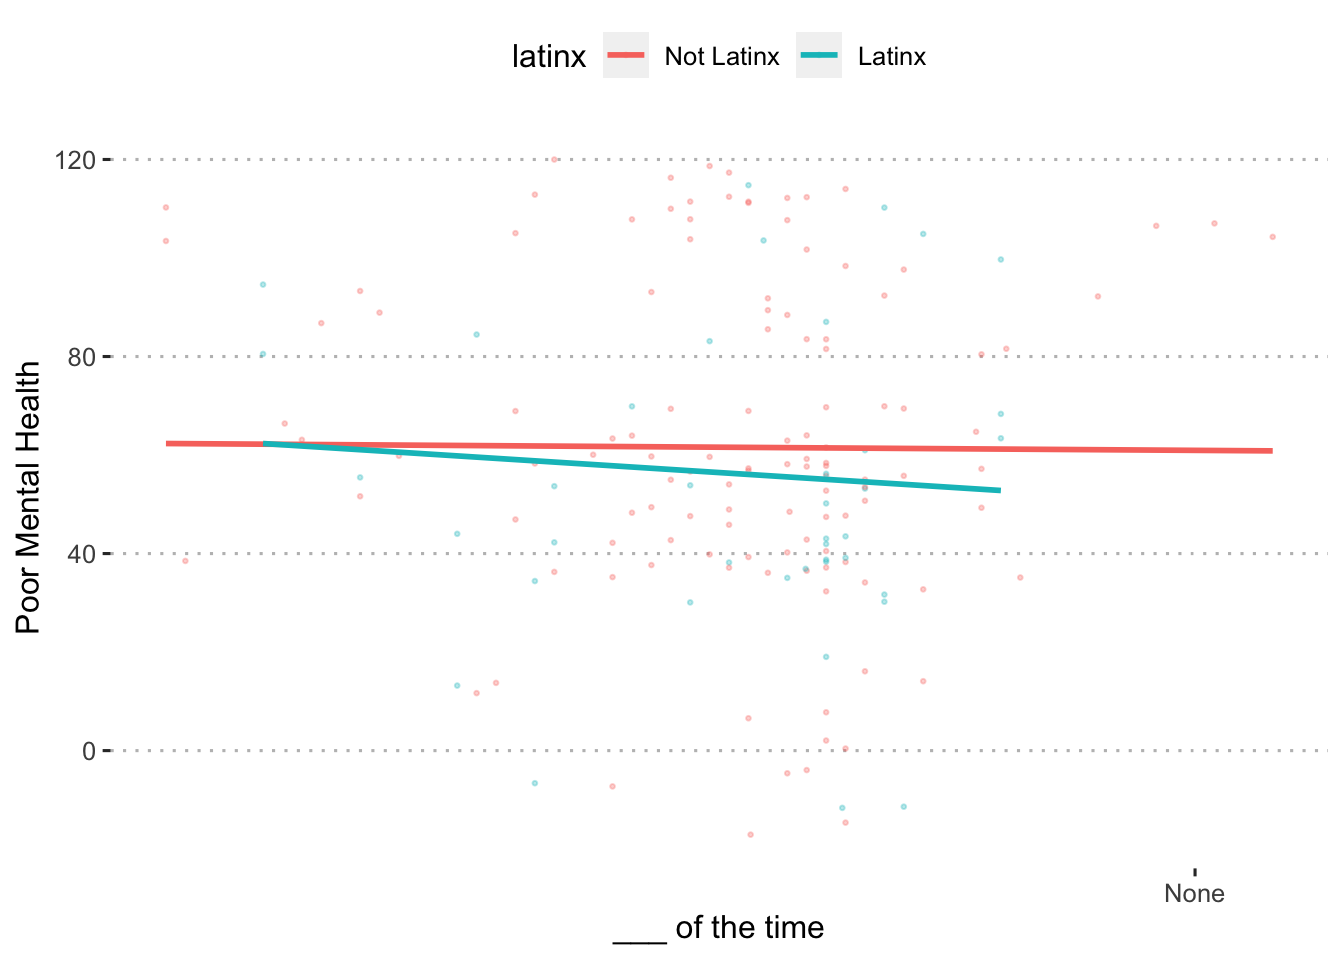 latinx Not Latinx Latinx
120
80
40
0
Poor Mental Health
None
___ of the time